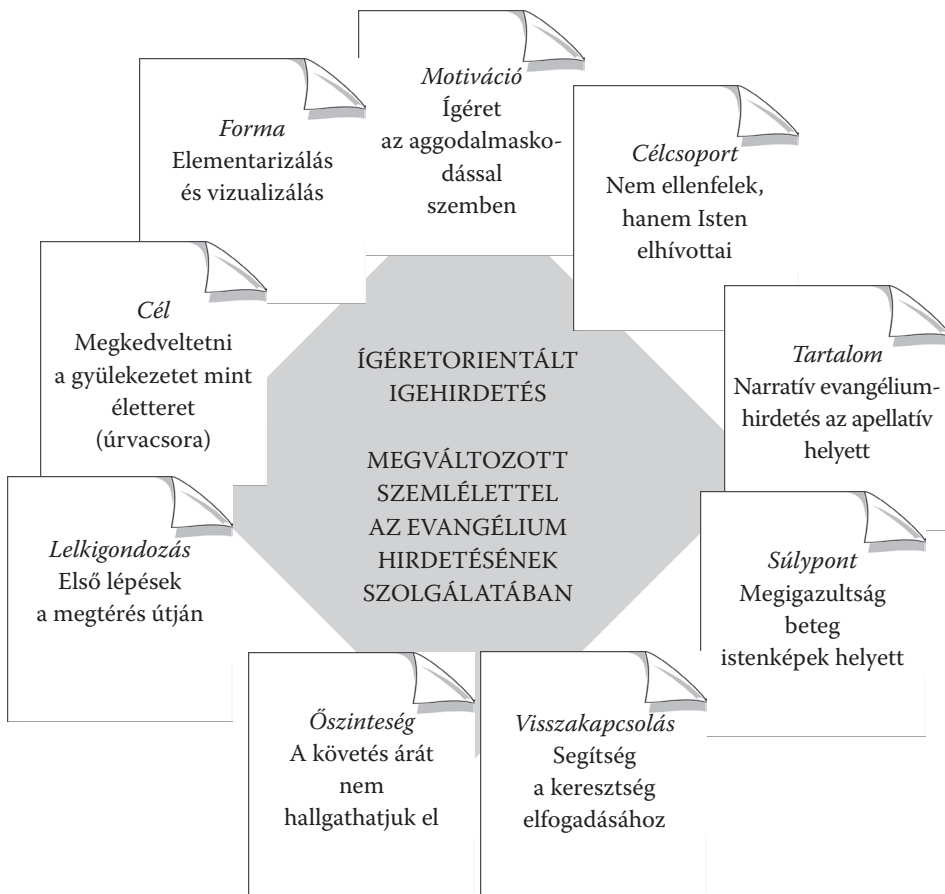 Motiváció
Ígéret
az aggodalmasko-
dással
szemben
Célcsoport
Nem ellenfelek,
hanem Isten
elhívottai
Tartalom
Narratív evangélium-
hirdetés az apellatív
helyett
Súlypont
Megigazultság
beteg
istenképek helyett
Visszakapcsolás
Segítség
a keresztség
elfogadásához
Őszinteség
A követés árát
nem
hallgathatjuk el
Lelkigondozás
Első lépések
a megtérés útján
Cél
Megkedveltetni
a gyülekezetet mint
életteret
(úrvacsora)
Forma
Elementarizálás
és vizualizálás
ÍGÉRETORIENTÁLT
IGEHIRDETÉS
MEGVÁLTOZOTT
SZEMLÉLETTEL
AZ EVANGÉLIUM
HIRDETÉSÉNEK
SZOLGÁLATÁBAN